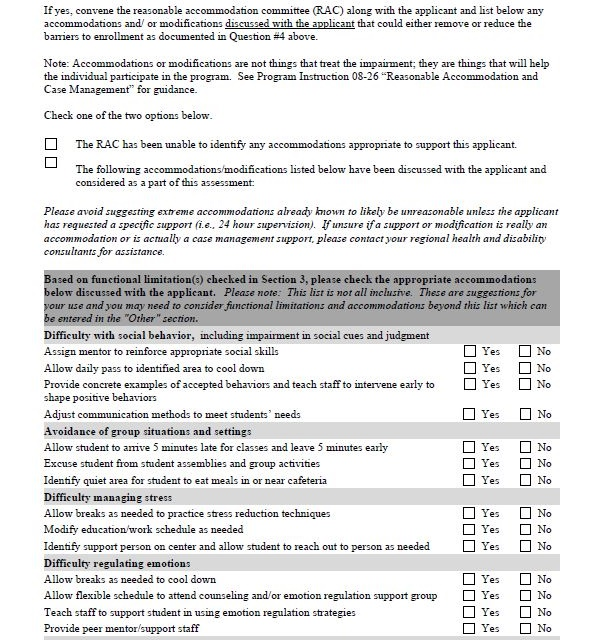 If yes, convene the reasonable accommodation committee (RAC) along with the applicant and list below any
accommodations and/ or modifications discussed with the applicant that could either remove or reduce the
barriers to enrollment as documented in Question #4 above.
Note: Accommodations or modifications are not things that treat the impairment; they are things that will help
the individual participate in the program. See Program Instruction 08-26 “Reasonable Accommodation and
Case Management” for guidance.
Check one of the two options below.
The RAC has been unable to identify any accommodations appropriate to support this applicant.
The following accommodations/modifications listed below have been discussed with the applicant and
considered as a part of this assessment:
Please avoid suggesting extreme accommodations already known to likely be unreasonable unless the applicant
has requested a specific support (i.e., 24 hour supervision). If unsure if a support or modification is really an
accommodation or is actually a case management support, please contact your regional health and disability
consultants for assistance.
Based on functional limitation(s) checked in Section 3, please check the appropriate accommodations
below discussed with the applicant. Please note: This list is not all inclusive. These are suggestions for
your use and you may need to consider functional limitations and accommodations beyond this list which can
be entered in the "Other" section.
Difficulty with social behavior, including impairment in social cues and judgment
Assign mentor to reinforce appropriate social skills Yes No
Allow daily pass to identified area to cool down Yes No
Provide concrete examples of accepted behaviors and teach staff to intervene early to Yes No
shape positive behaviors
Adjust communication methods to meet students’ needs Yes No
Avoidance of group situations and settings
Allow student to arrive 5 minutes late for classes and leave 5 minutes early Yes No
Excuse student from student assemblies and group activities Yes No
Identify quiet area for student to eat meals in or near cafeteria Yes No
Difficulty managing stress
Allow breaks as needed to practice stress reduction techniques Yes No
Modify education/work schedule as needed Yes No
Identify support person on center and allow student to reach out to person as needed Yes No
Difficulty regulating emotions
Allow breaks as needed to cool down Yes No
Allow flexible schedule to attend counseling and/or emotion regulation support group Yes No
Teach staff to support student in using emotion regulation strategies Yes No
Provide peer mentor/support staff Yes No